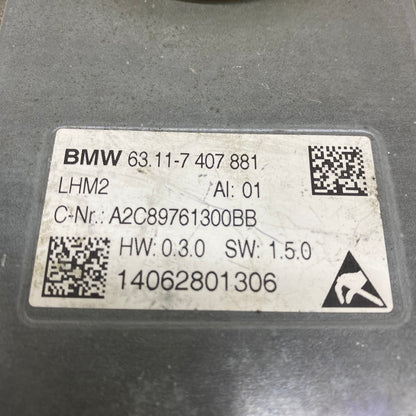 BMW 63.11-7 407 881
LHM2 AI: 01
C-Nr.: A2C89761300BB
HW: 0.3.0 SW: 1.5.0
14062801306